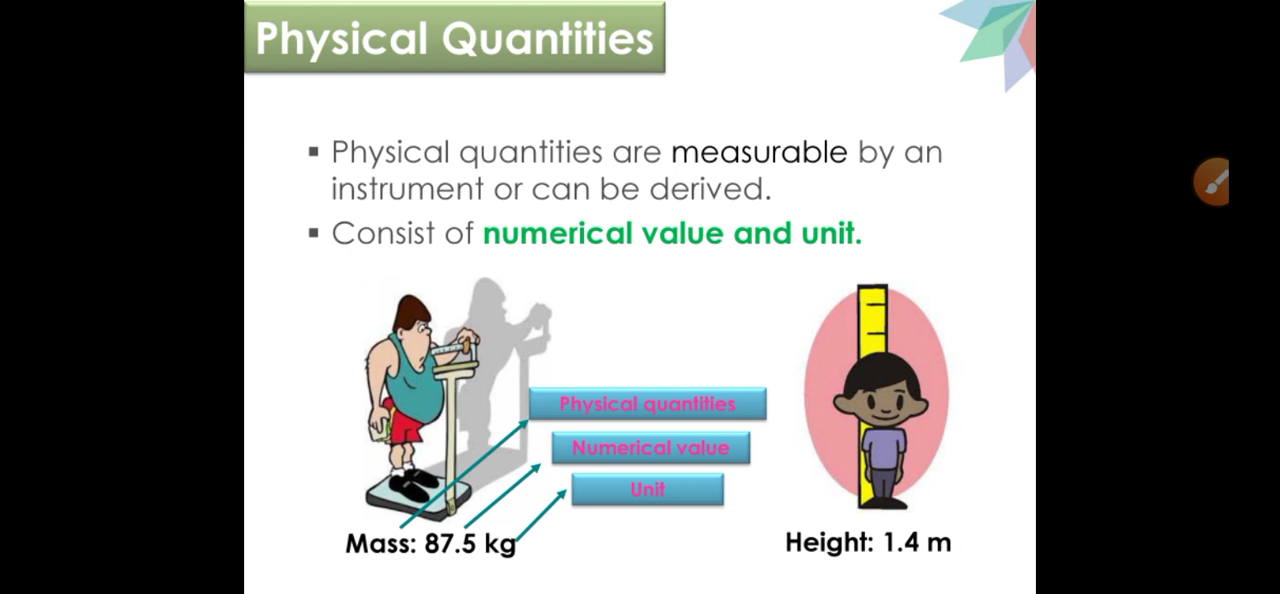 Physical Quantities
▪ Physical quantities are measurable by an
instrument or can be derived.
▪ Consist of numerical value and unit.
Physical quantities
Numerical value
Unit
Mass: 87.5 kg
Height: 1.4 m